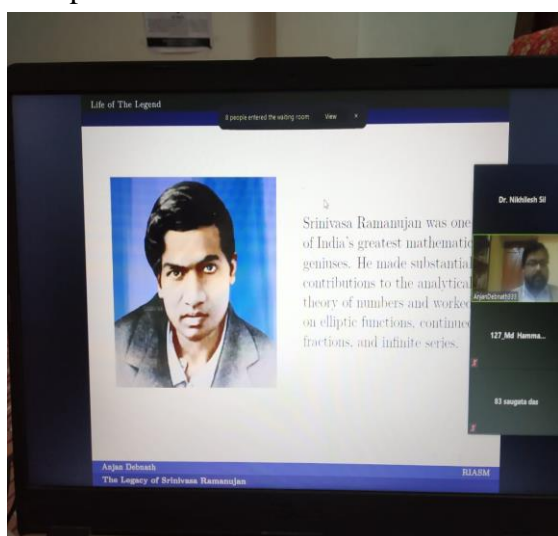 Life of The Legend
8 people entered the waiting room View ×
Srinivasa Ramanujan was one
of India's greatest mathematic
geniuses. He made substantial
contributions to the analytical
theory of numbers and worked
on elliptic functions, continued
fractions, and infinite series.
Dr. Nikhilesh Sil
AnjanDebnath
127_Md Hamma...
83 saugata das
Anjan Debnath
The Legacy of Srinivasa Ramanujan
RIASM